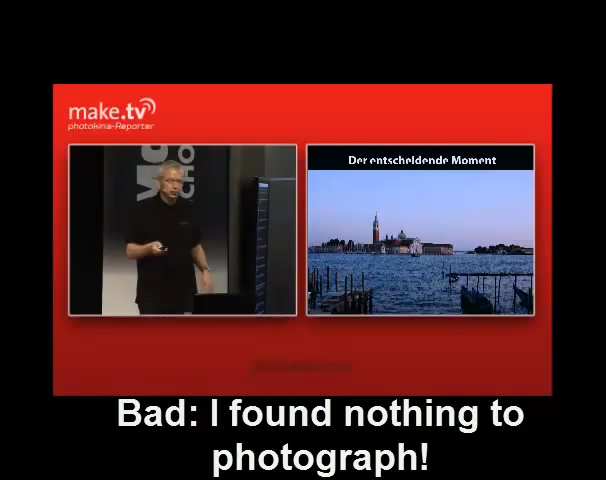 make.tv
photokina-Reporter
Der entscheidende Moment
Bad: I found nothing to
photograph!